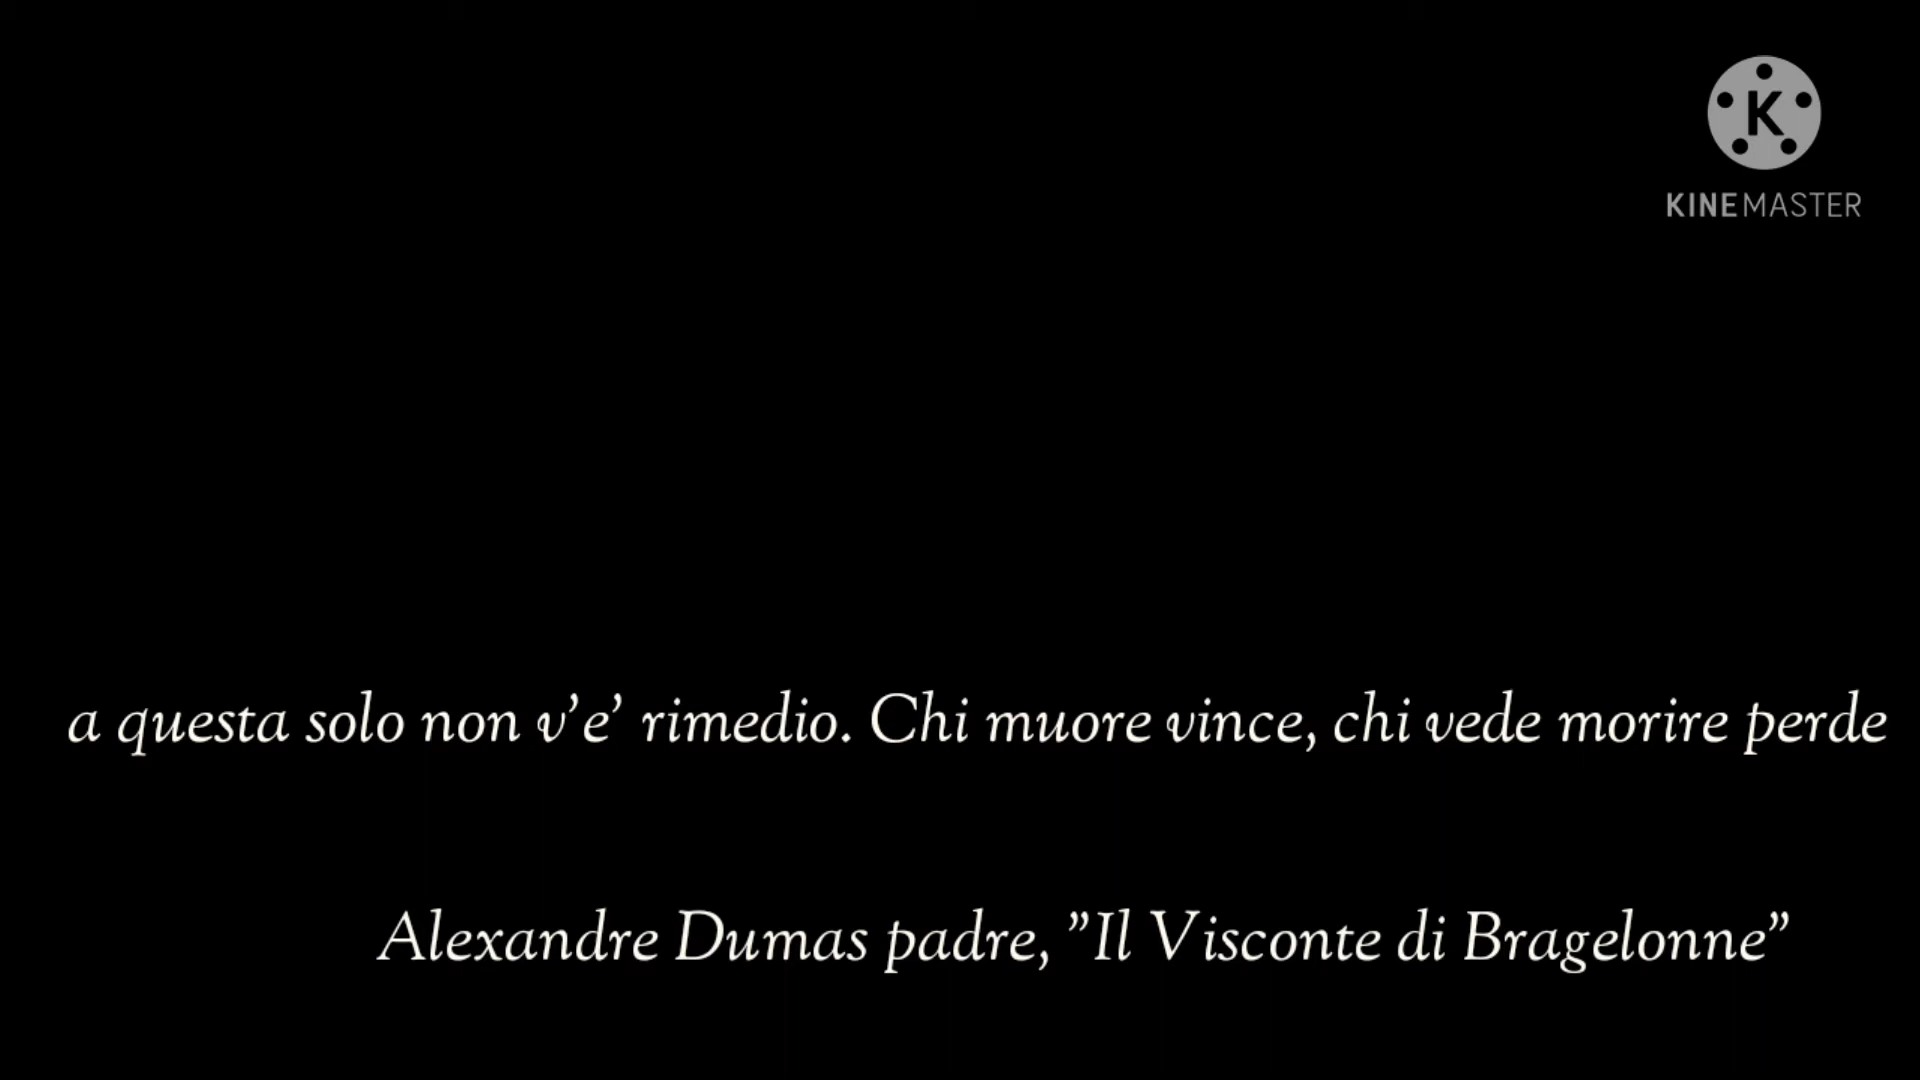 K
KINEMASTER
a questa solo non v’e’ rimedio. Chi muore vince, chi vede morire perde
Alexandre Dumas padre, ”Il Visconte di Bragelonne”